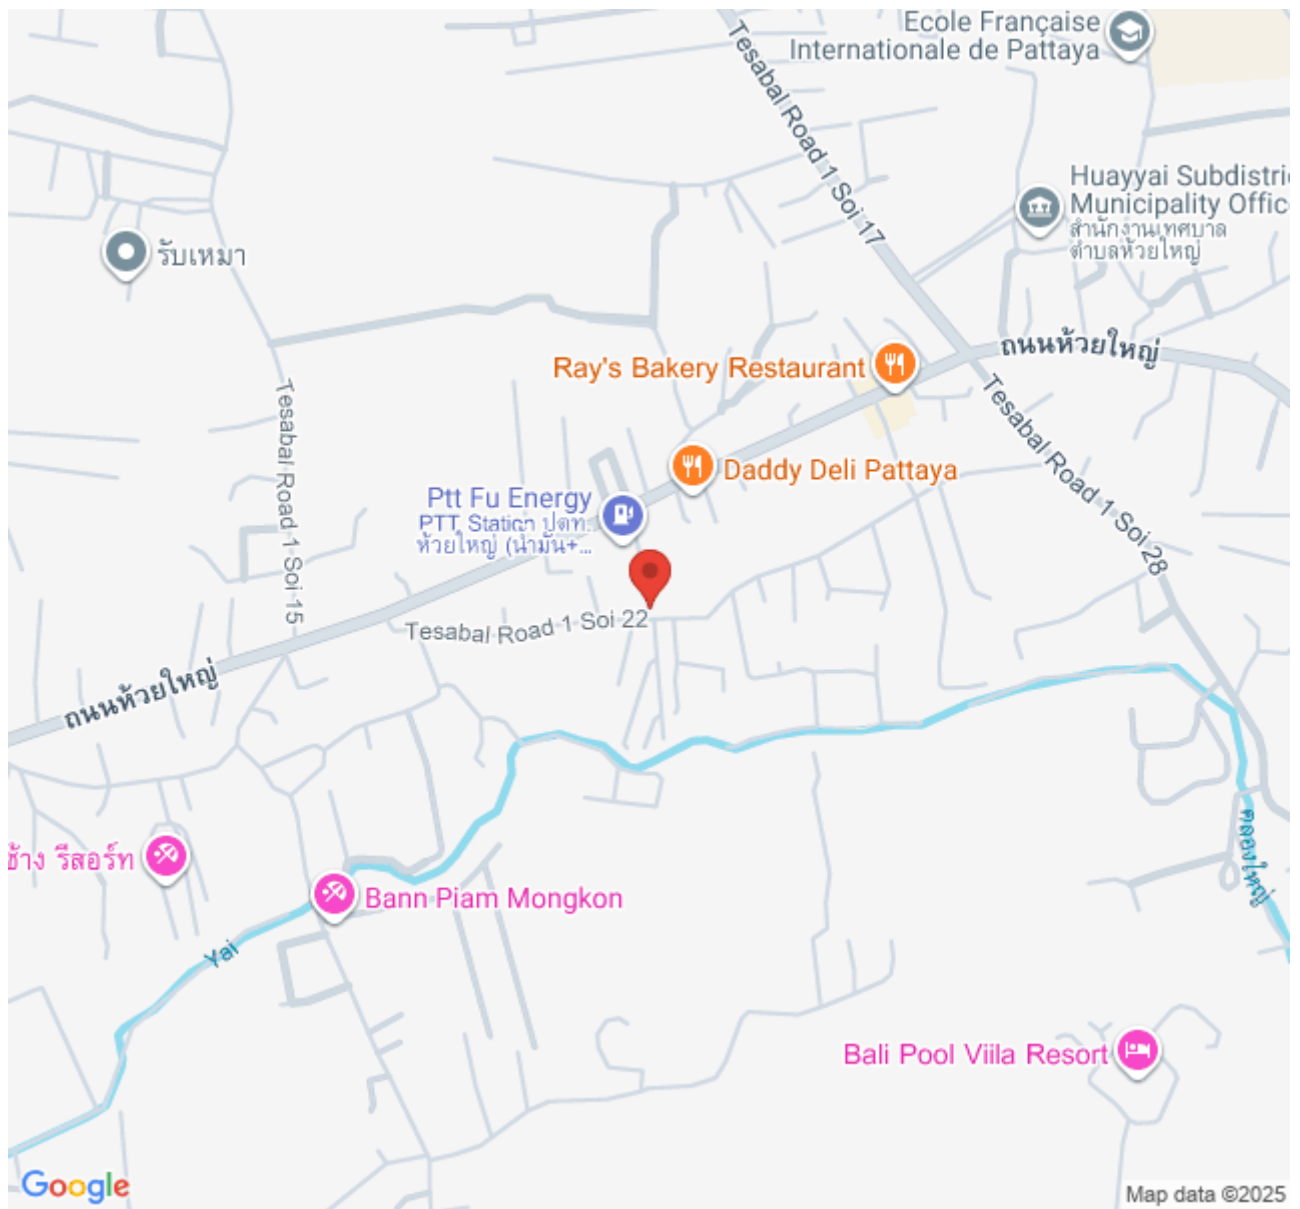 Ecole Française
Internationale de Pattaya
Tesabal Road 1 Soi 17
Huayyai Subdistri
Municipality Offic
สำนักงานเทศบาล
ตำบลห้วยใหญ่
รับเหมา
ถนนห้วยใหญ่
Ray's Bakery Restaurant
Tesabal Road 1 Soi 15
Tesabal Road 1 Soi 28
Daddy Deli Pattaya
Ptt Fu Energy
PTT Station ปตท.
ห้วยใหญ่ (น้ำมัน+...
Tesabal Road 1 Soi 22
ถนนห้วยใหญ่
ช้าง รีสอร์ท
Bann Piam Mongkon
คลองใหญ่
Yai
Bali Pool Viila Resort
Google
Map data ©2025